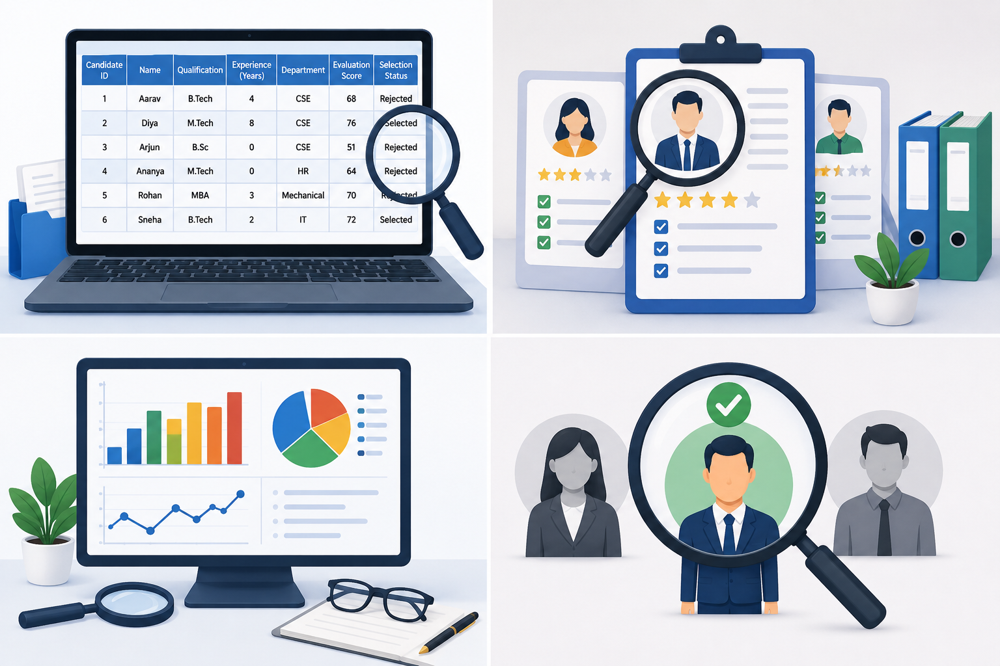 Candidate ID Name Qualification Experience (Years) Department Evaluation Score Selection Status
1 Aarav B.Tech 4 CSE 68 Rejected
2 Diya M.Tech 8 CSE 76 Selected
3 Arjun B.Sc 0 CSE 51 Rejected
4 Ananya M.Tech 0 HR 64 Rejected
5 Rohan MBA 3 Mechanical 70 Rejected
6 Sneha B.Tech 2 IT 72 Selected